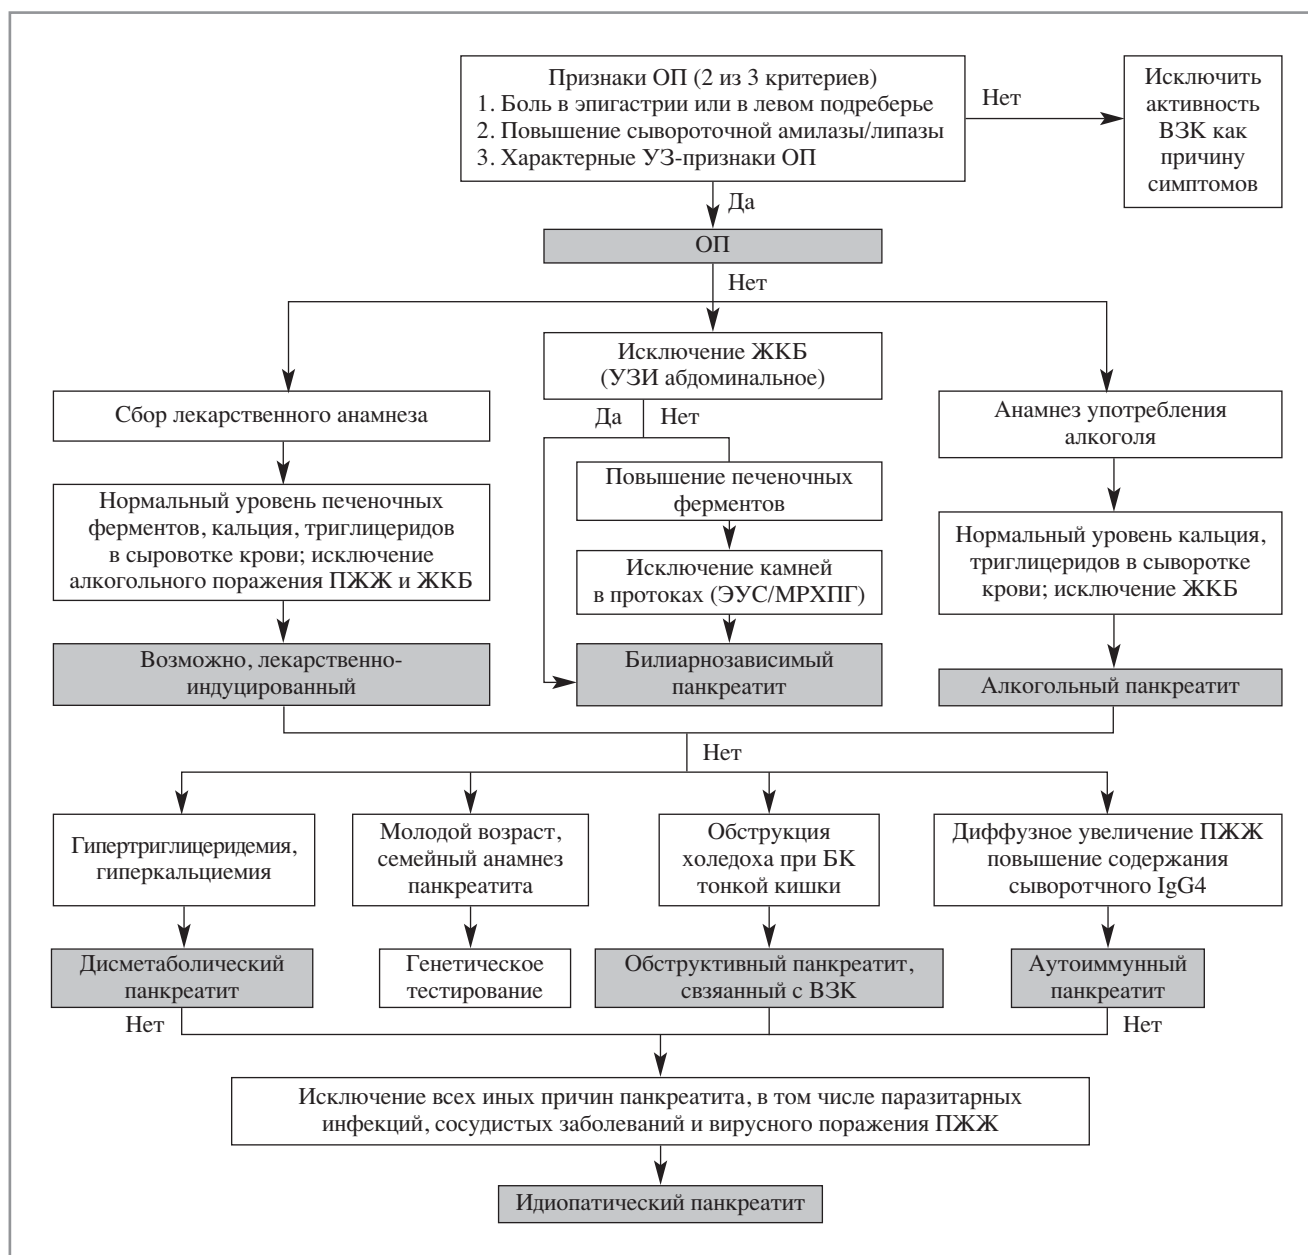 Признаки ОП (2 из 3 критериев)
1. Боль в эпигастрии или в левом подреберье
2. Повышение сывороточной амилазы/липазы
3. Характерные УЗ-признаки ОП
Нет
Исключить
активность
ВЗК как
причину
симптомов
Да
ОП
Нет
Исключение ЖКБ
(УЗИ абдоминальное)
Сбор лекарственного анамнеза
Да
Нет
Анамнез употребления
алкоголя
Нормальный уровень печеночных
ферментов, кальция, триглицеридов
в сыровотке крови; исключение
алкогольного поражения ПЖЖ и ЖКБ
Повышение печеночных
ферментов
Нормальный уровень кальция,
триглицеридов в сыворотке
крови; исключение ЖКБ
Исключение камней
в протоках (ЭУС/МРХПГ)
Возможно, лекарственно-
индуцированный
Билиарнозависимый
панкреатит
Алкогольный панкреатит
Нет
Гипертриглицеридемия,
гиперкальциемия
Молодой возраст,
семейный анамнез
панкреатита
Обструкция
холедоха при БК
тонкой кишки
Диффузное увеличение ПЖЖ
повышение содержания
сыворотчного IgG4
Дисметаболический
панкреатит
Генетическое
тестирование
Обструктивный панкреатит,
свзяанный с ВЗК
Аутоиммунный
панкреатит
Нет
Нет
Исключение всех иных причин панкреатита, в том числе паразитарных
инфекций, сосудистых заболеваний и вирусного поражения ПЖЖ
Идиопатический панкреатит